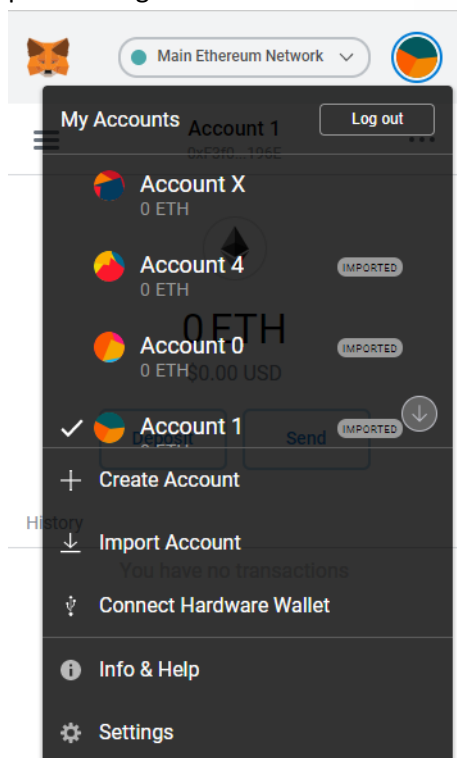 Main Ethereum Network
My Accounts
Log out
Account 1
0xF3f0...196E
Account X
0 ETH
Account 4
IMPORTED
0 ETH
0 ETH
Account 0
IMPORTED
0 ETH
$0.00 USD
Account 1
IMPORTED
Deposit
Send
Create Account
History
Import Account
You have no transactions
Connect Hardware Wallet
Info & Help
Settings